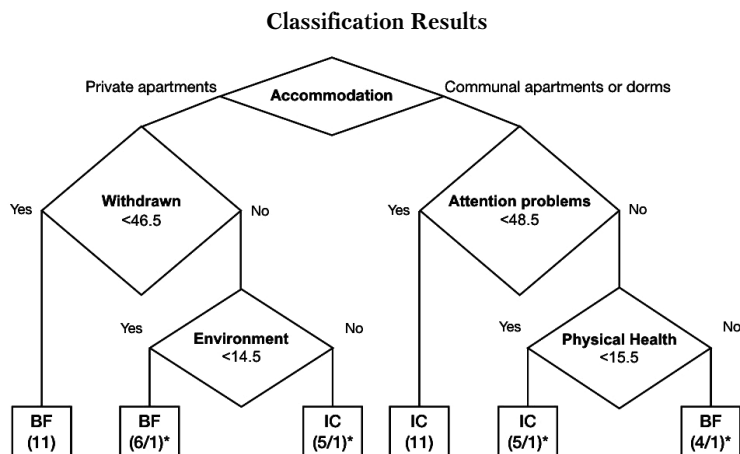 Classification Results
Private apartments
Accommodation
Communal apartments or dorms
Yes
Withdrawn
<46.5
No
Yes
Attention problems
<48.5
No
Yes
Environment
<14.5
No
Yes
Physical Health
<15.5
No
BF
(11)
BF
(6/1)*
IC
(5/1)*
IC
(11)
IC
(5/1)*
BF
(4/1)*